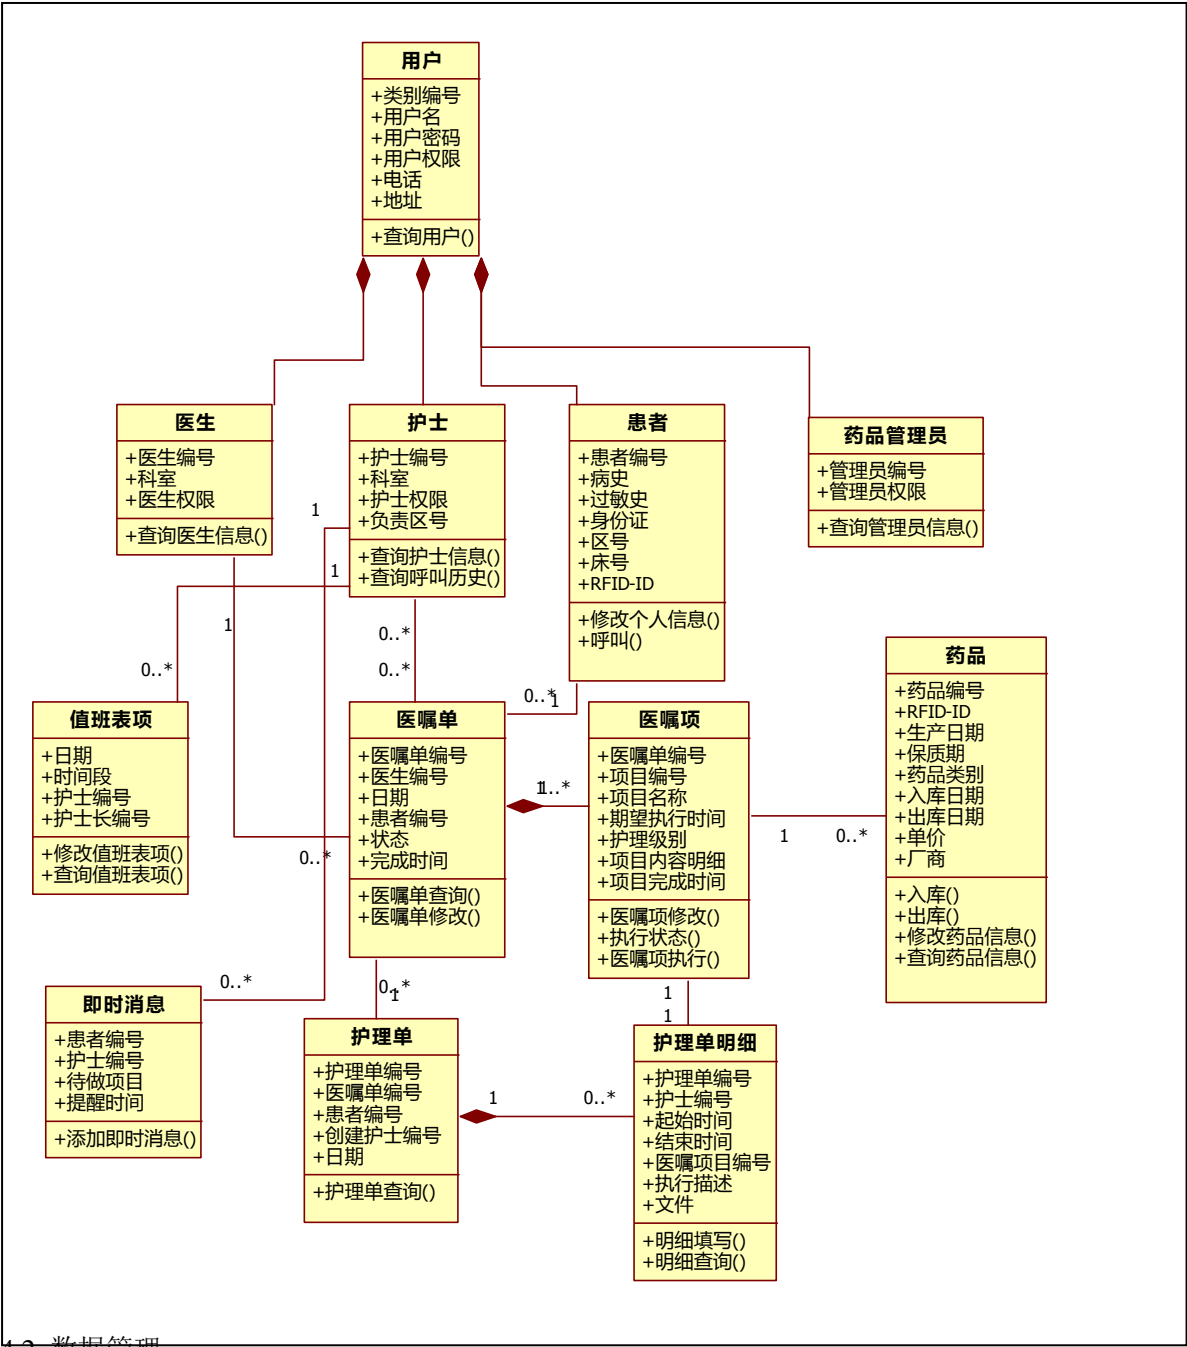 用户
+类别编号
+用户名
+用户密码
+用户权限
+电话
+地址
+查询用户()
医生
+医生编号
+科室
+医生权限
+查询医生信息()
护士
+护士编号
+科室
+护士权限
+负责区号
+查询护士信息()
+查询呼叫历史()
患者
+患者编号
+病史
+过敏史
+身份证
+区号
+床号
+RFID-ID
+修改个人信息()
+呼叫()
药品管理员
+管理员编号
+管理员权限
+查询管理员信息()
1
1
1
0..*
0..*
0..*
0..*
1
值班表项
+日期
+时间段
+护士编号
+护士长编号
+修改值班表项()
+查询值班表项()
医嘱单
+医嘱单编号
+医生编号
+日期
+患者编号
+状态
+完成时间
+医嘱单查询()
+医嘱单修改()
医嘱项
+医嘱单编号
+项目编号
+项目名称
+期望执行时间
+护理级别
+项目内容明细
+项目完成时间
+医嘱项修改()
+执行状态()
+医嘱项执行()
药品
+药品编号
+RFID-ID
+生产日期
+保质期
+药品类别
+入库日期
+出库日期
+单价
+厂商
+入库()
+出库()
+修改药品信息()
+查询药品信息()
1
1..*
1
0..*
0..*
0..*
0..*
1
1
1
即时消息
+患者编号
+护士编号
+待做项目
+提醒时间
+添加即时消息()
护理单
+护理单编号
+医嘱单编号
+患者编号
+创建护士编号
+日期
+护理单查询()
1
0..*
护理单明细
+护理单编号
+护士编号
+起始时间
+结束时间
+医嘱项目编号
+执行描述
+文件
+明细填写()
+明细查询()
4.2 数据管理